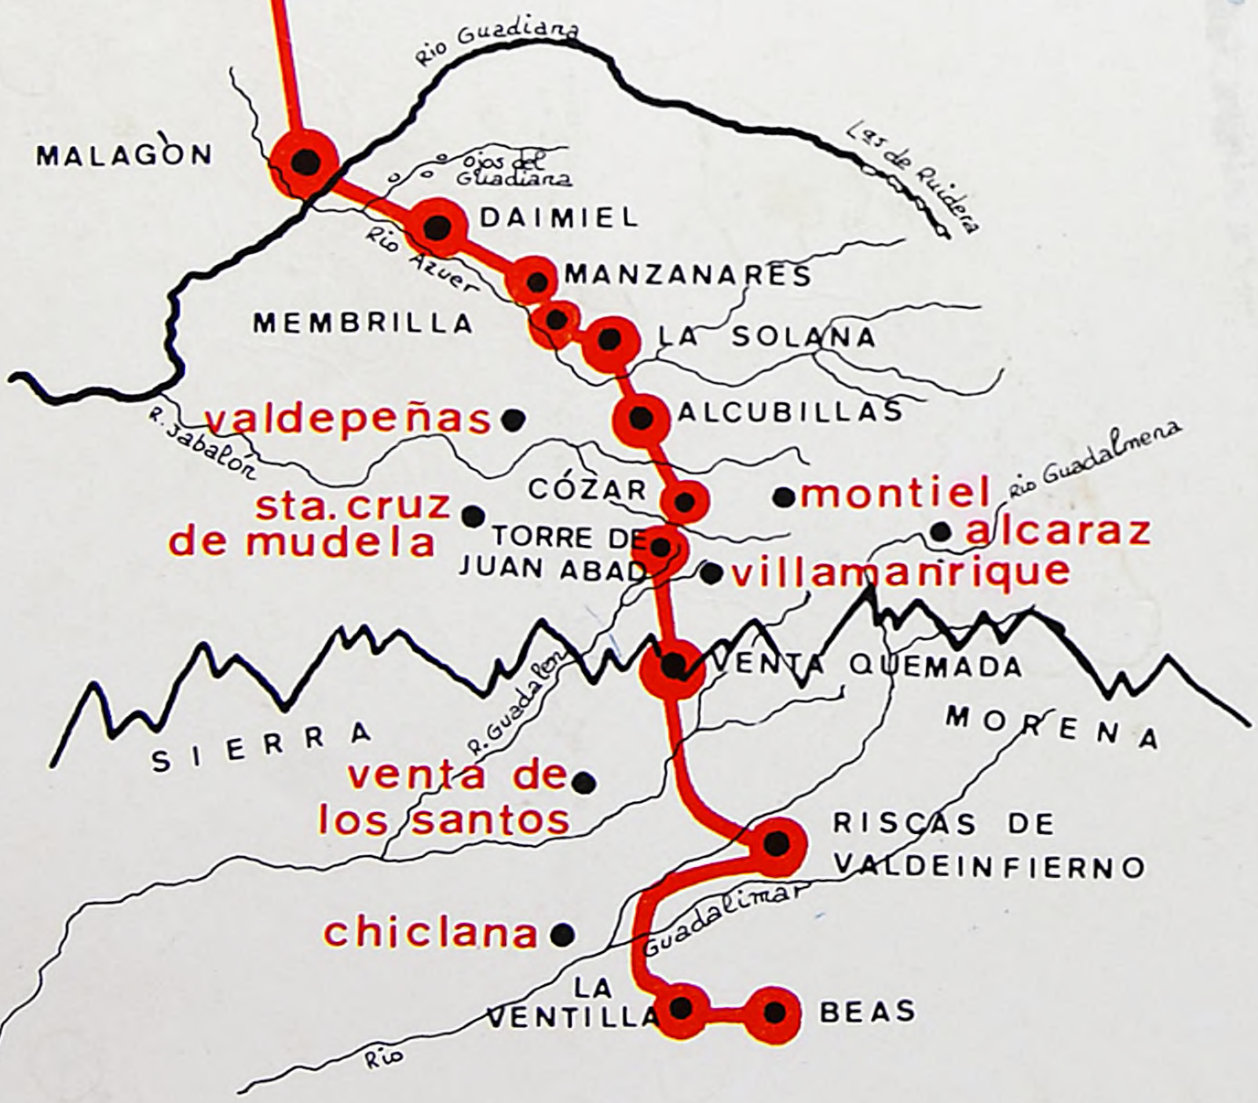 Rio Guadiana
MALAGÒN
Las de Ruidera
Ojos del
Guadiana
DAIMIEL
Rio Azuer
MANZANARES
MEMBRILLA
LA SOLANA
valdepeñas
ALCUBILLAS
R. Jabalón
Rio Guadalmena
CÓZAR
montiel
sta. cruz
de mudela
TORRE DE
JUAN ABAD
alcaraz
villamanrique
VENTA QUEMADA
R. Guadalen
SIERRA MORENA
venta de
los santos
RISCAS DE
VALDEINFIERNO
chiclana
Guadalimar
LA
VENTILLA
BEAS
Rio